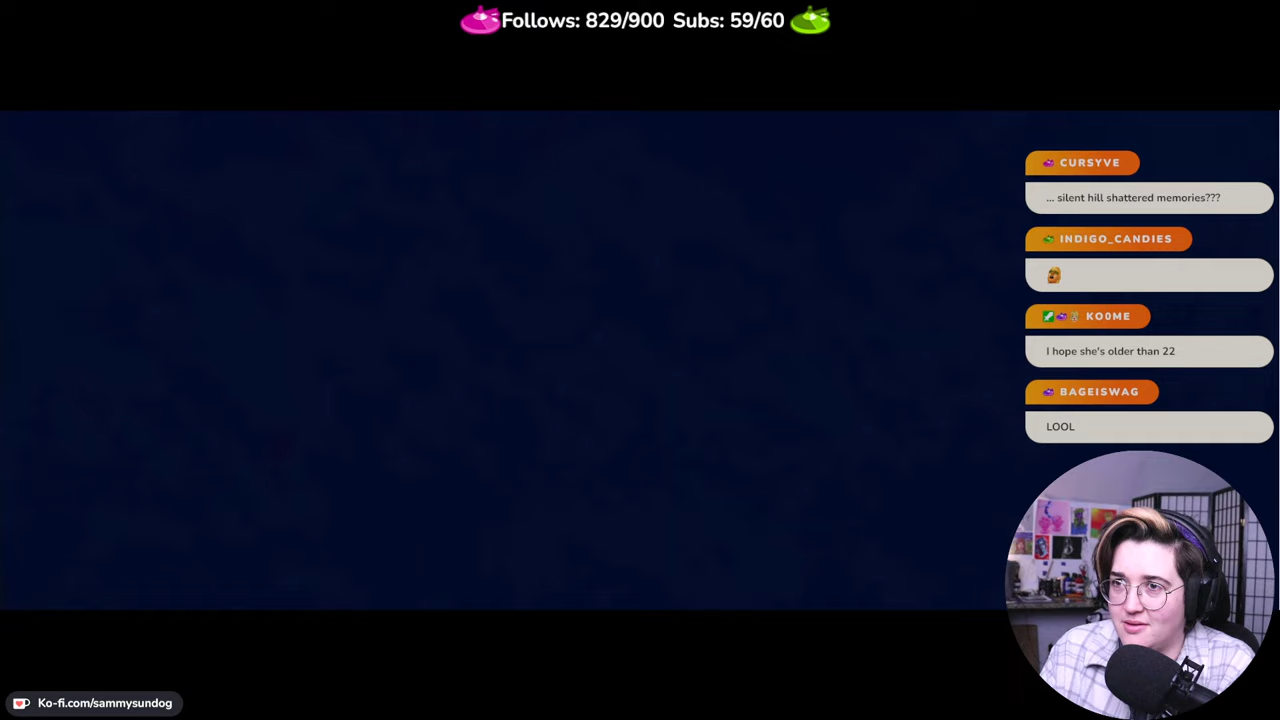 Follows: 829/900 Subs: 59/60
CURSYVE
... silent hill shattered memories???
INDIGO_CANDIES
KO0ME
I hope she's older than 22
BAGEISWAG
LOOL
Ko-fi.com/sammysundog